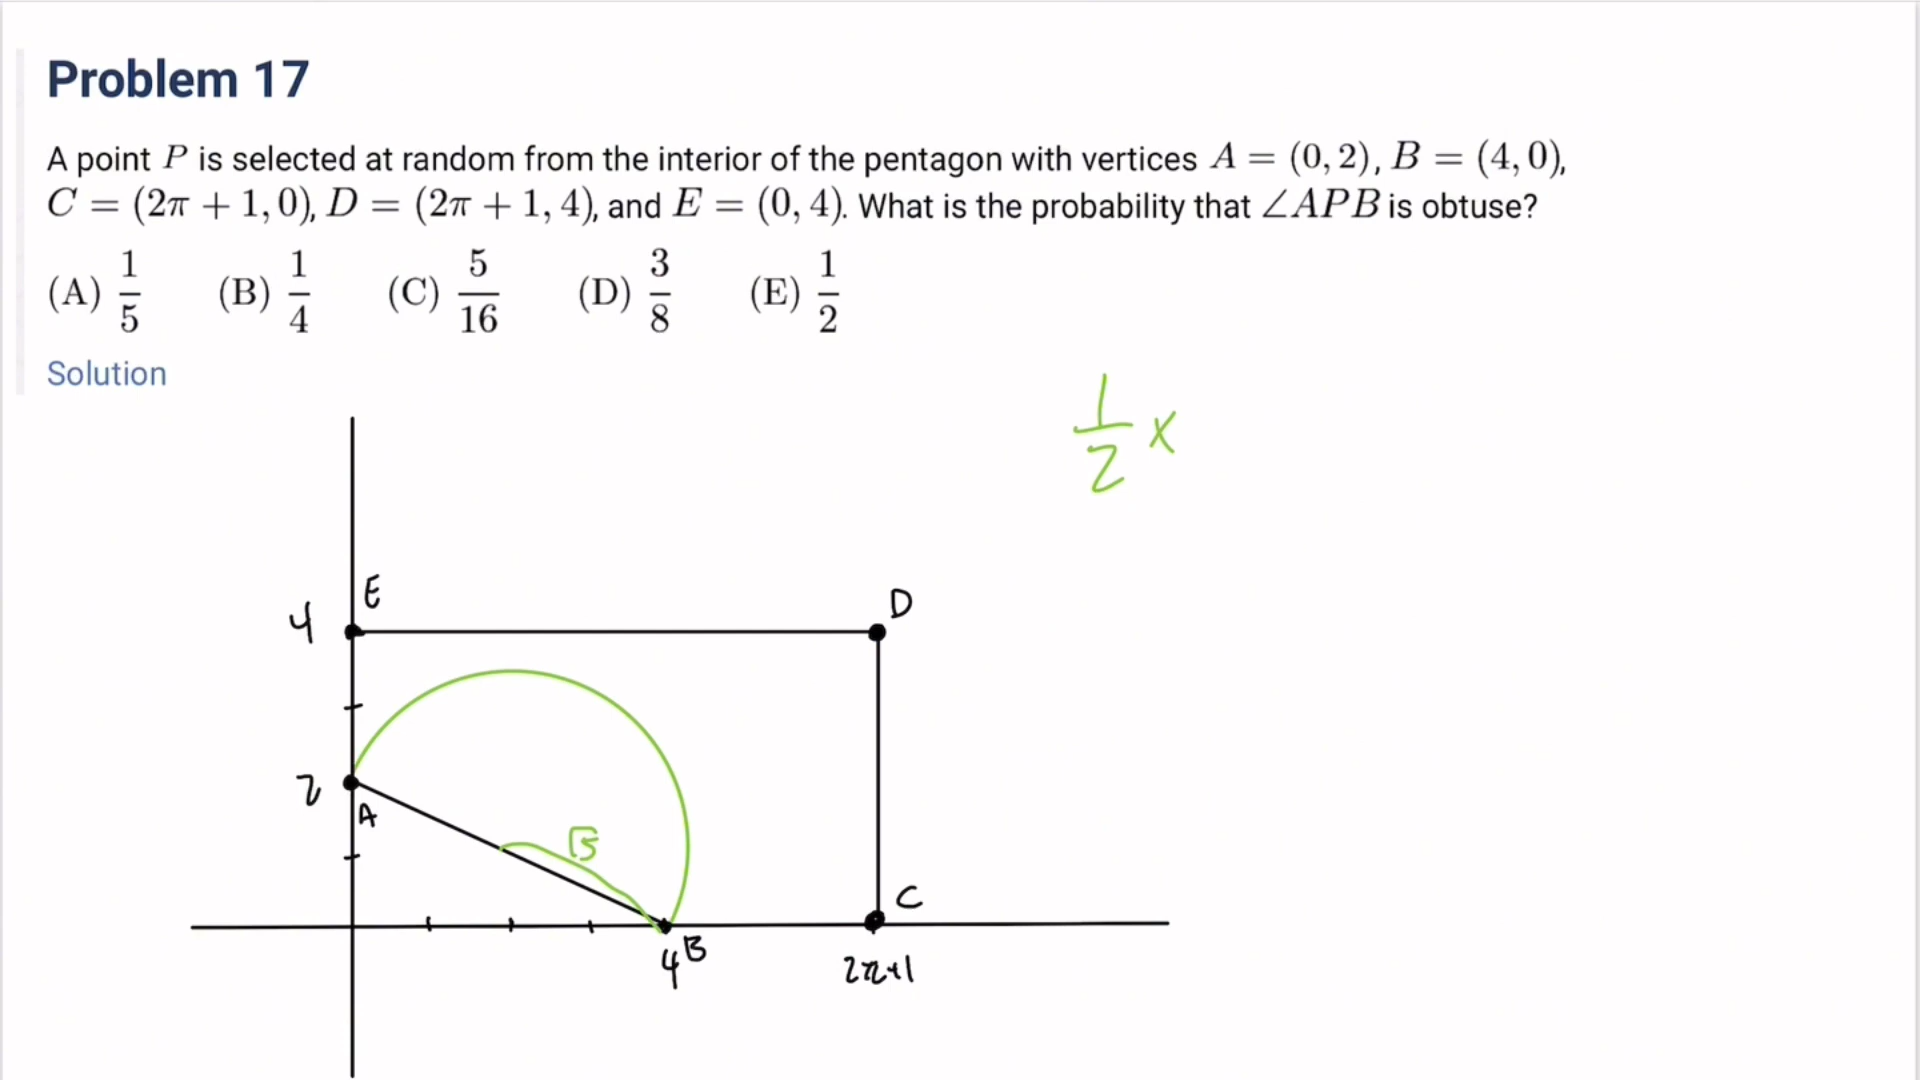 Problem 17
A point P is selected at random from the interior of the pentagon with vertices A = (0, 2), B = (4, 0),
C = (2π + 1, 0), D = (2π + 1, 4), and E = (0, 4). What is the probability that ∠APB is obtuse?
(A) 1/5 (B) 1/4 (C) 5/16 (D) 3/8 (E) 1/2
Solution
1/2 x
E
4
D
2
A
√5
C
4 B
2π+1